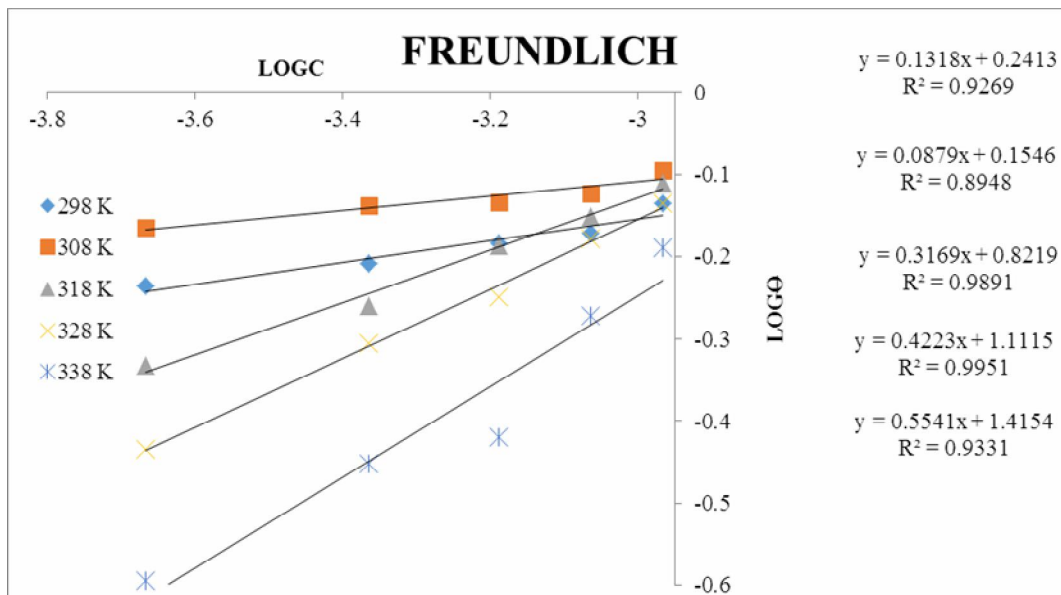 FREUNDLICH
LOGC
-3.8
-3.6
-3.4
-3.2
-3
0
-0.1
-0.2
-0.3
-0.4
-0.5
-0.6
LOGΘ
298 K
308 K
318 K
328 K
338 K
y = 0.1318x + 0.2413
R² = 0.9269
y = 0.0879x + 0.1546
R² = 0.8948
y = 0.3169x + 0.8219
R² = 0.9891
y = 0.4223x + 1.1115
R² = 0.9951
y = 0.5541x + 1.4154
R² = 0.9331